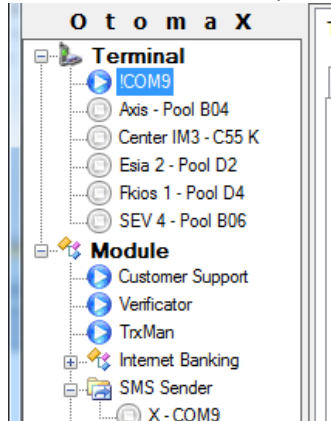 O t o m a X
Terminal
!COM9
Axis - Pool B04
Center IM3 - C55 K
Esia 2 - Pool D2
Fkios 1 - Pool D4
SEV 4 - Pool B06
Module
Customer Support
Verificator
TrxMan
Internet Banking
SMS Sender
X - COM9